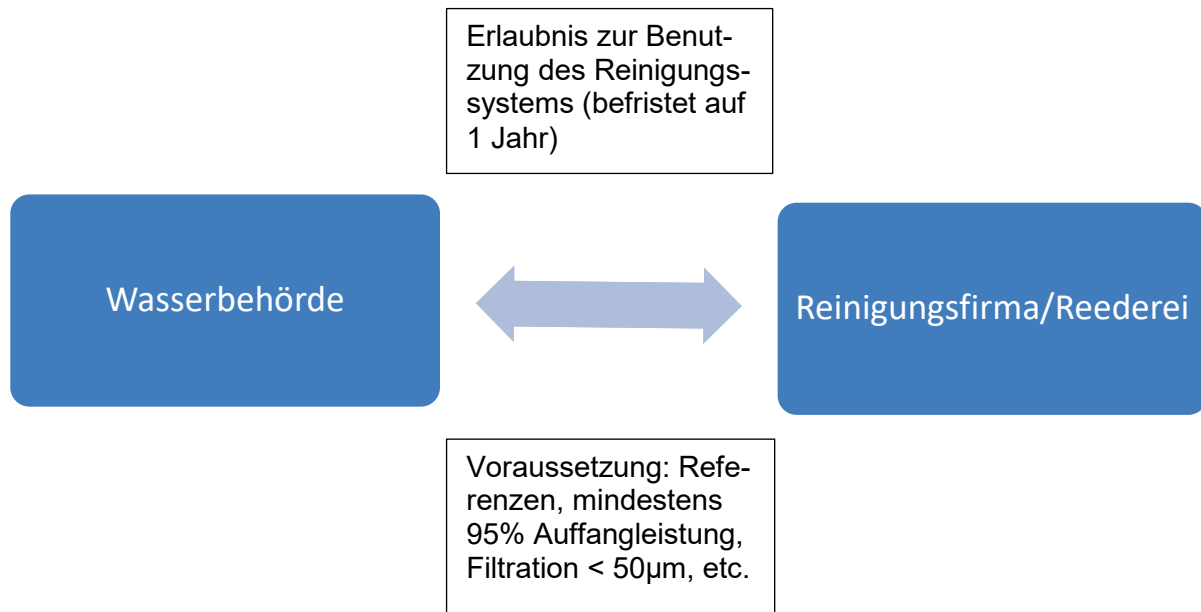 Erlaubnis zur Benut-
zung des Reinigungs-
systems (befristet auf
1 Jahr)
Wasserbehörde
Reinigungsfirma/Reederei
Voraussetzung: Refe-
renzen, mindestens
95% Auffangleistung,
Filtration < 50µm, etc.